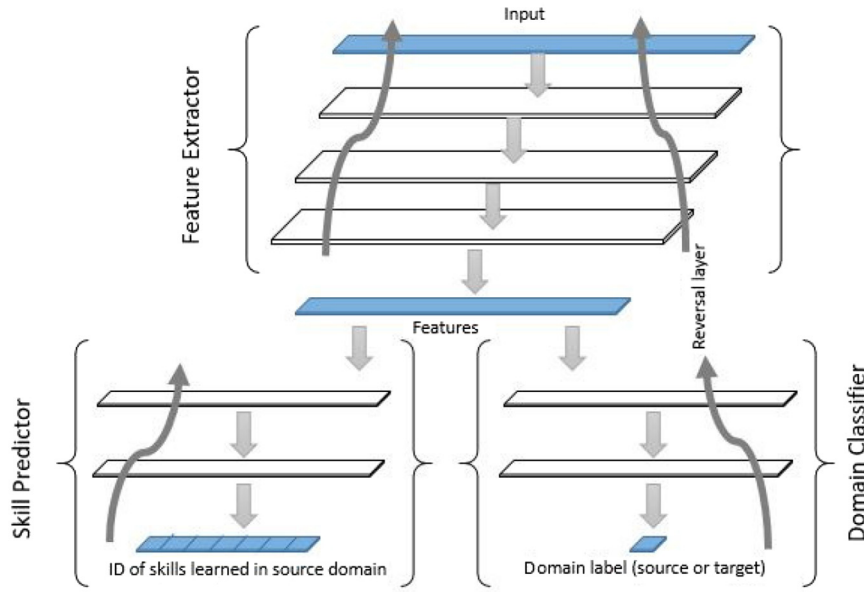 Input
Feature Extractor
Reversal layer
Features
Skill Predictor
Domain Classifier
ID of skills learned in source domain
Domain label (source or target)